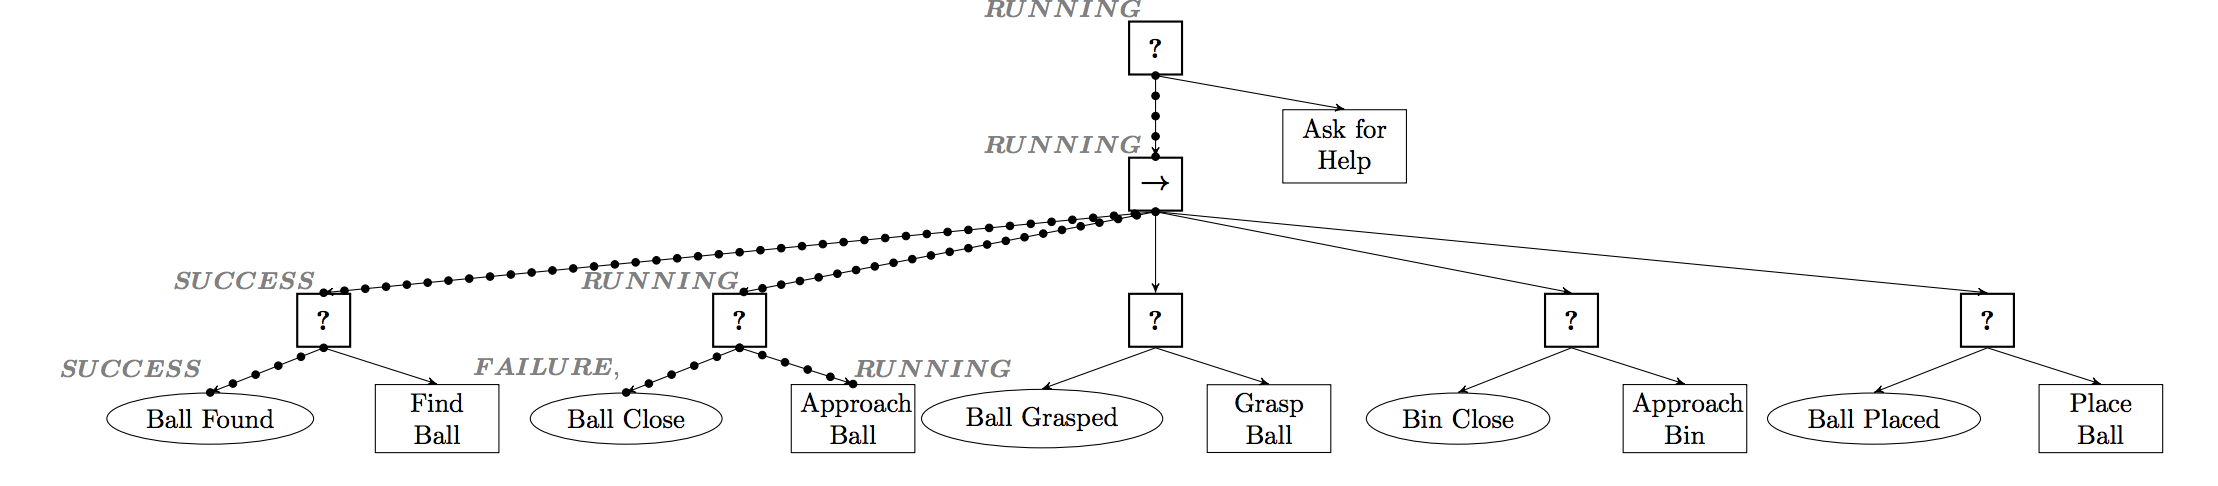 RUNNING
?
Ask for
Help
RUNNING
→
SUCCESS
RUNNING
?
?
?
?
?
SUCCESS
FAILURE,
RUNNING
Ball Found
Find
Ball
Ball Close
Approach
Ball
Ball Grasped
Grasp
Ball
Bin Close
Approach
Bin
Ball Placed
Place
Ball